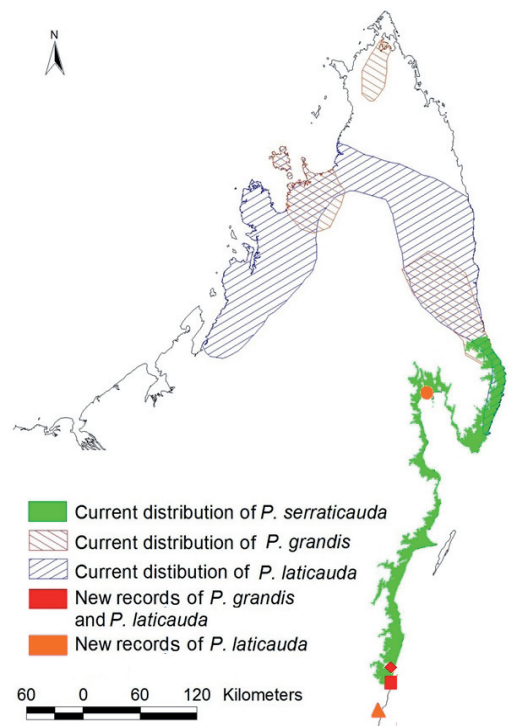 N
Current distribution of P. serraticauda
Current distribution of P. grandis
Current distibution of P. laticauda
New records of P. grandis
and P. laticauda
New records of P. laticauda
60 0 60 120 Kilometers